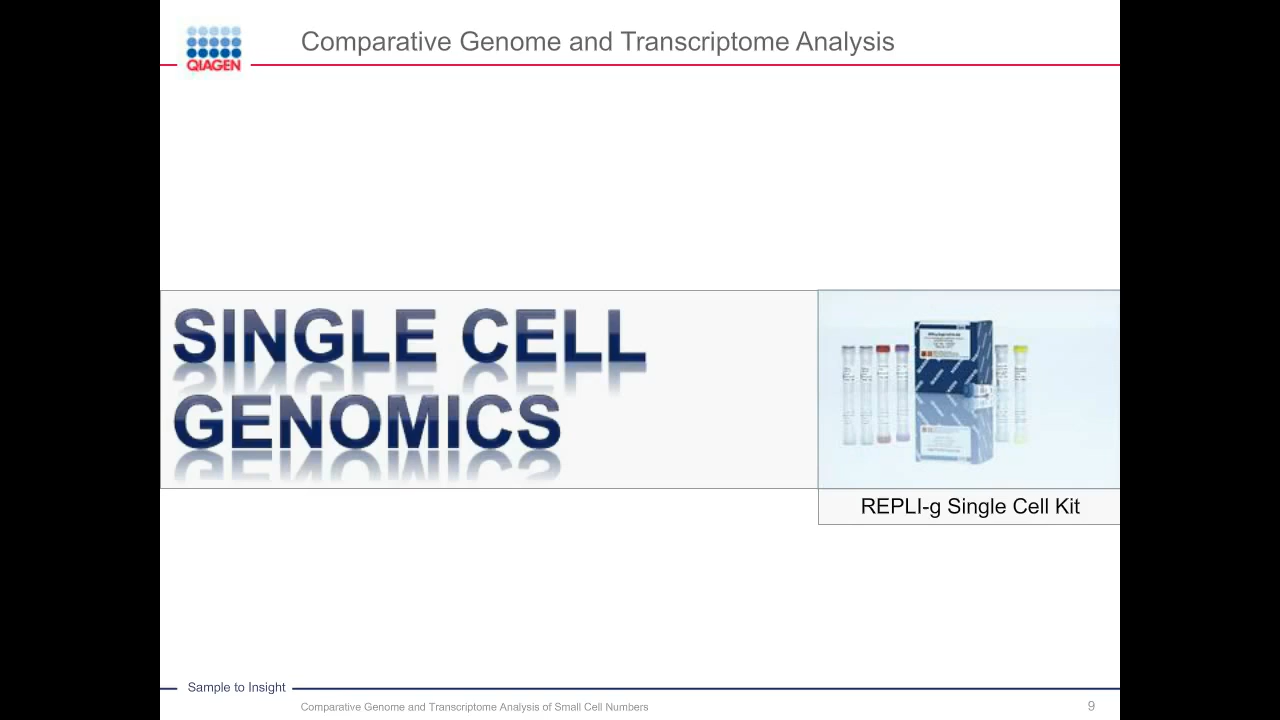 QIAGEN
Comparative Genome and Transcriptome Analysis
SINGLE CELL
GENOMICS
REPLI-g Single Cell Kit
Sample to Insight
Comparative Genome and Transcriptome Analysis of Small Cell Numbers
9